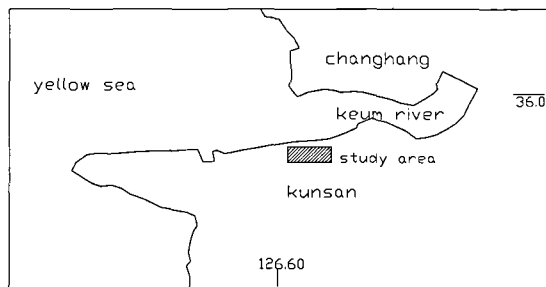 changhang
yellow sea
36.0
keum river
study area
kunsan
126.60